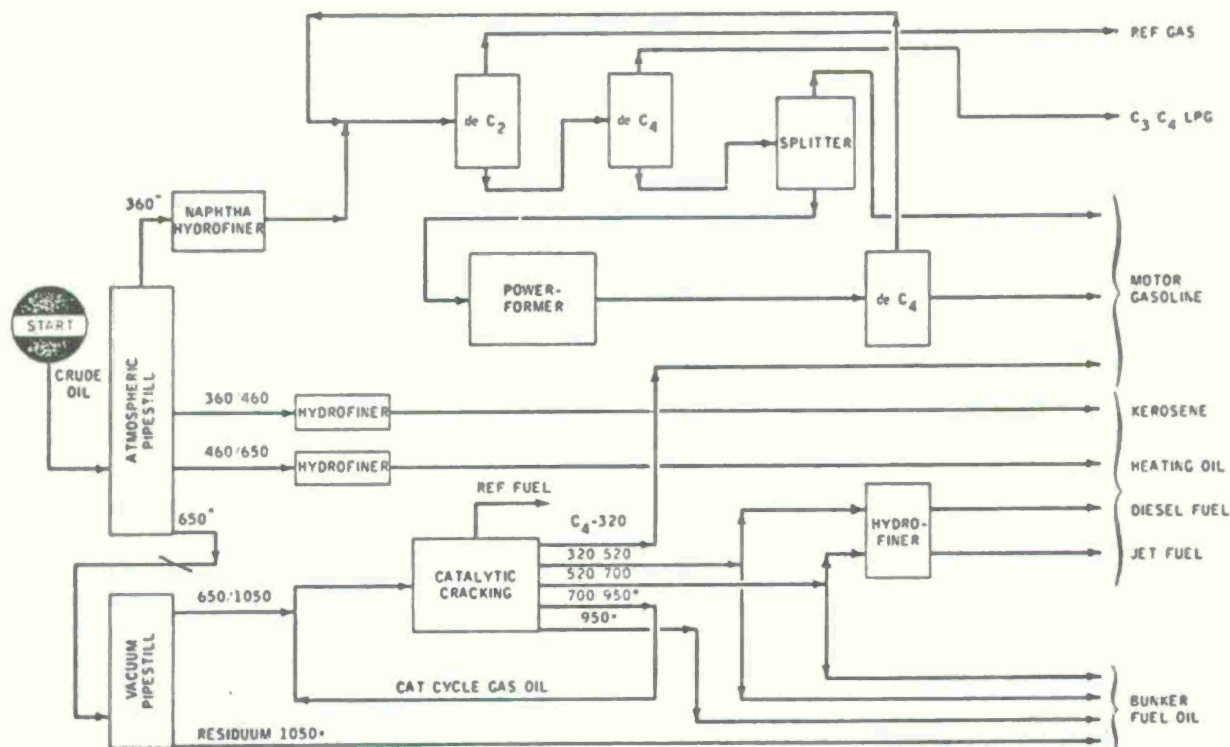 REF GAS
de C2
de C4
SPLITTER
C3 C4 LPG
360-
NAPHTHA
HYDROFINER
POWER-
FORMER
de C4
MOTOR
GASOLINE
START
CRUDE
OIL
ATMOSPHERIC
PIPESTILL
360/460
HYDROFINER
KEROSENE
460/650
HYDROFINER
HEATING OIL
650+
REF FUEL
C4-320
320 520
520 700
700 950+
950+
CATALYTIC
CRACKING
HYDRO-
FINER
DIESEL FUEL
JET FUEL
650/1050
VACUUM
PIPESTILL
CAT CYCLE GAS OIL
RESIDUUM 1050+
BUNKER
FUEL OIL